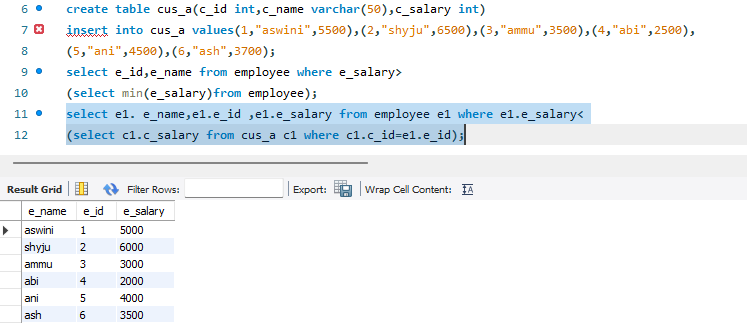 6 create table cus_a(c_id int,c_name varchar(50),c_salary int)
7 insert into cus_a values(1,"aswini",5500),(2,"shyju",6500),(3,"ammu",3500),(4,"abi",2500),
8 (5,"ani",4500),(6,"ash",3700);
9 select e_id,e_name from employee where e_salary>
10 (select min(e_salary)from employee);
11 select e1. e_name,e1.e_id ,e1.e_salary from employee e1 where e1.e_salary<
12 (select c1.c_salary from cus_a c1 where c1.c_id=e1.e_id);
Result Grid Filter Rows: Export: Wrap Cell Content:
e_name e_id e_salary
aswini 1 5000
shyju 2 6000
ammu 3 3000
abi 4 2000
ani 5 4000
ash 6 3500